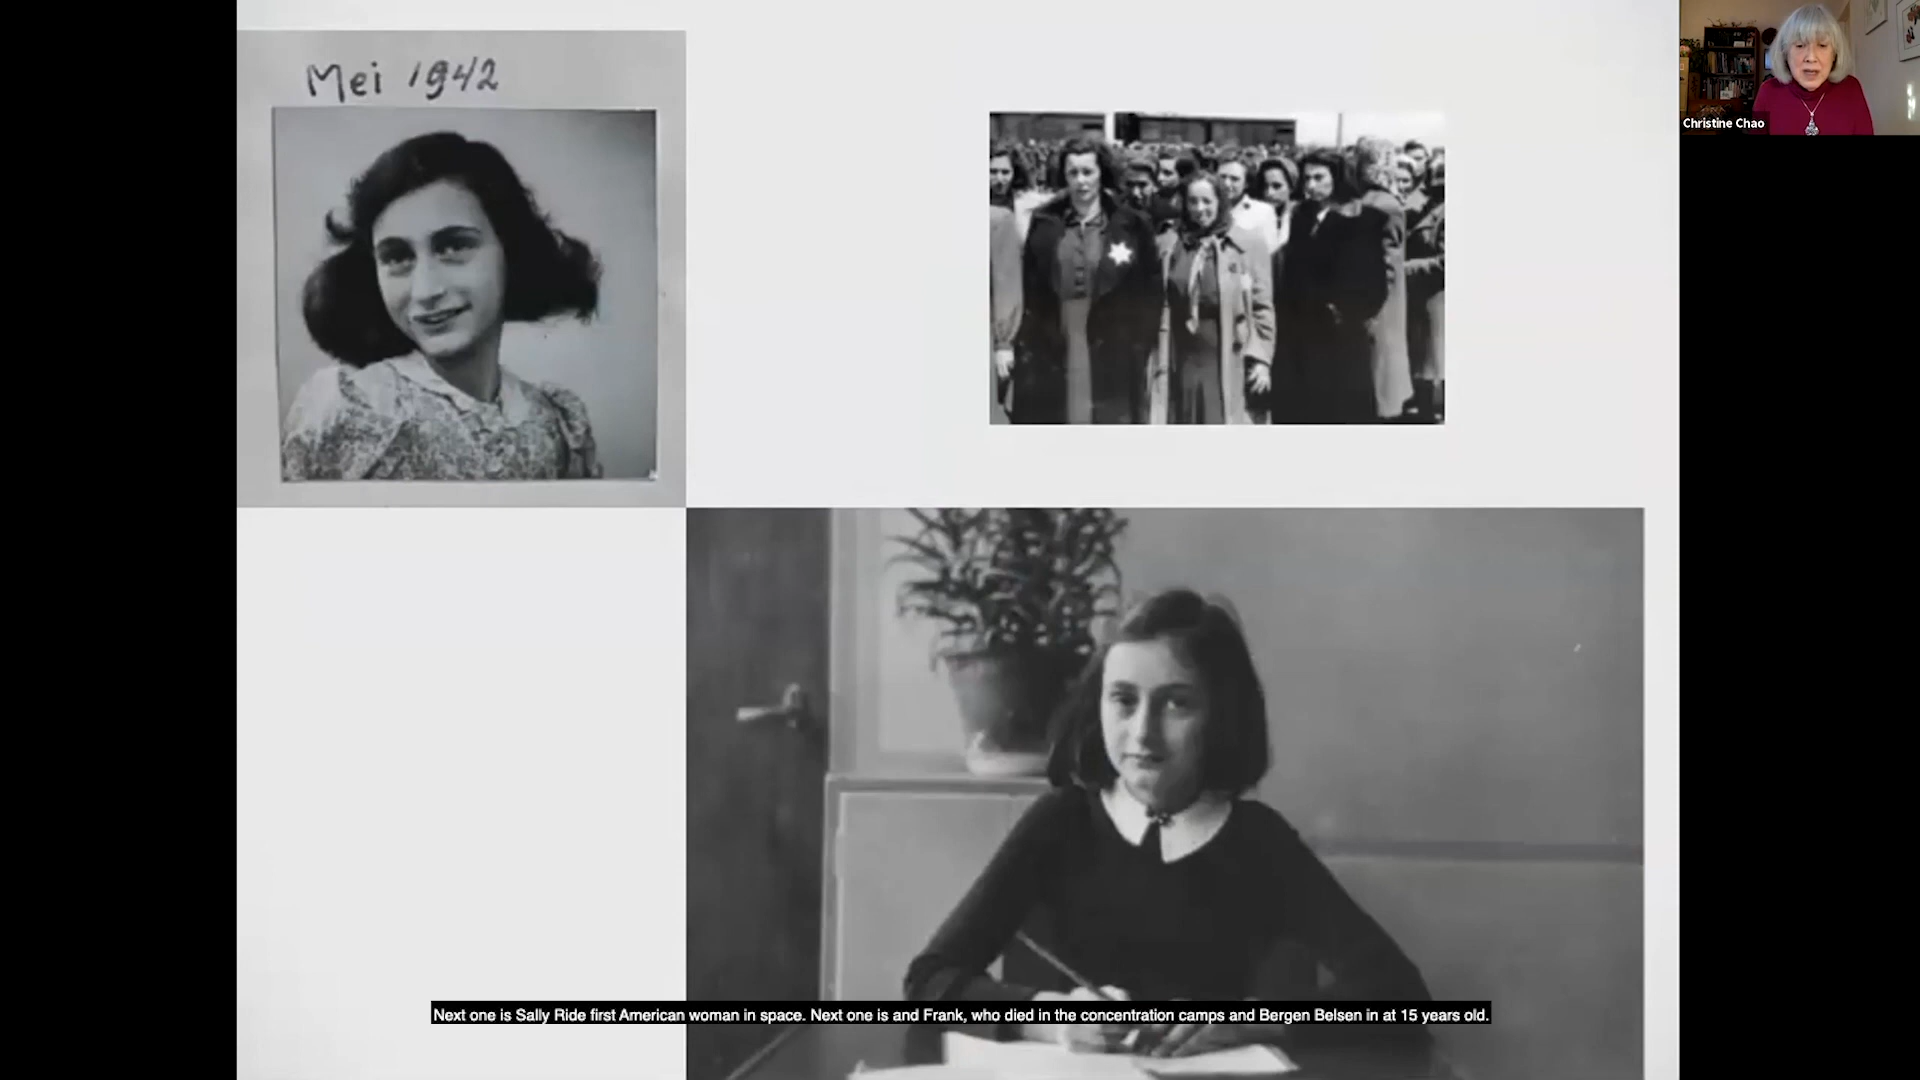 Mei 1942
Christine Chao
Next one is Sally Ride first American woman in space. Next one is and Frank, who died in the concentration camps and Bergen Belsen in at 15 years old.